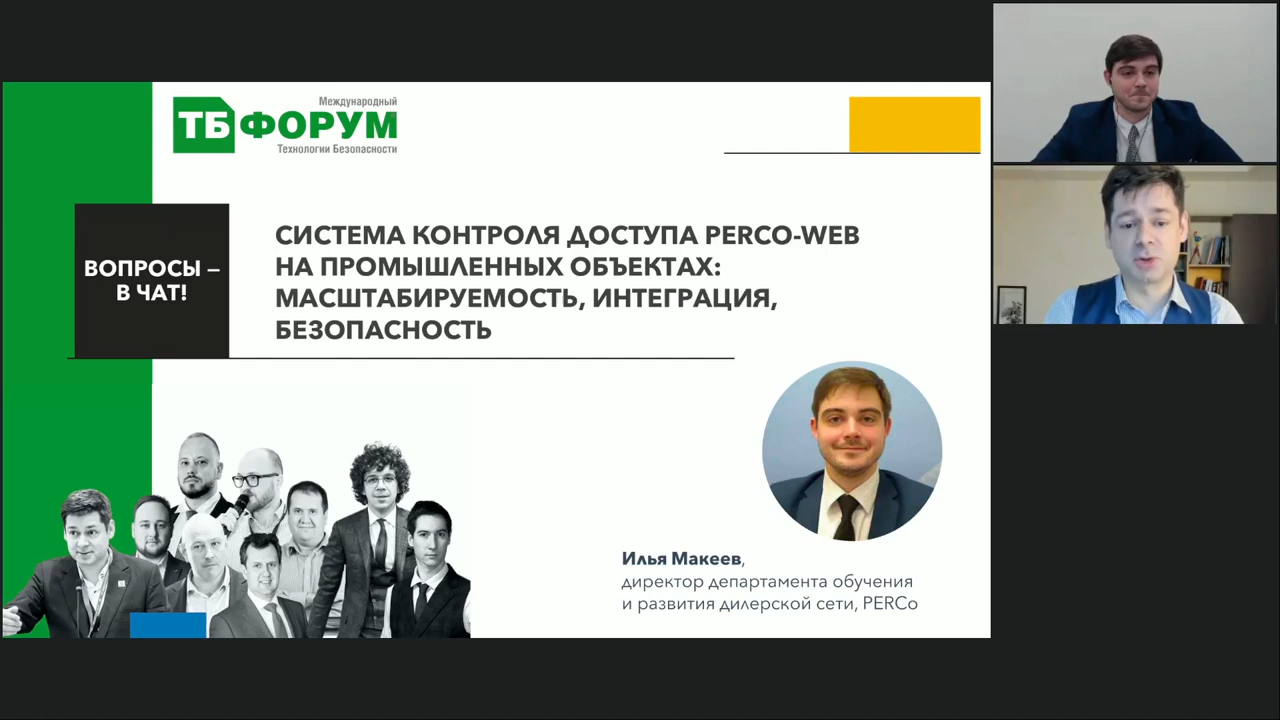 Международный
ТБ ФОРУМ
Технологии Безопасности
ВОПРОСЫ –
В ЧАТ!
СИСТЕМА КОНТРОЛЯ ДОСТУПА PERCO-WEB
НА ПРОМЫШЛЕННЫХ ОБЪЕКТАХ:
МАСШТАБИРУЕМОСТЬ, ИНТЕГРАЦИЯ,
БЕЗОПАСНОСТЬ
Илья Макеев,
директор департамента обучения
и развития дилерской сети, PERCo